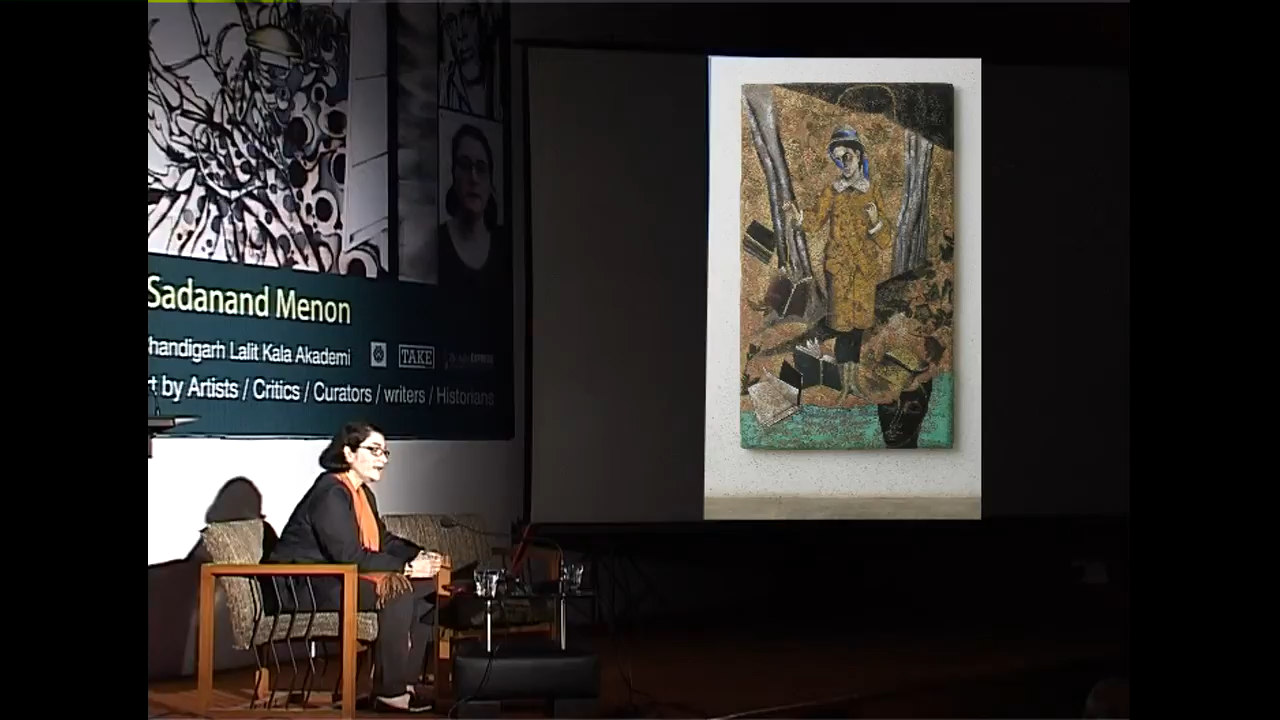 Sadanand Menon
handigarh Lalit Kala Akademi TAKE
t by Artists / Critics / Curators / writers / Historians